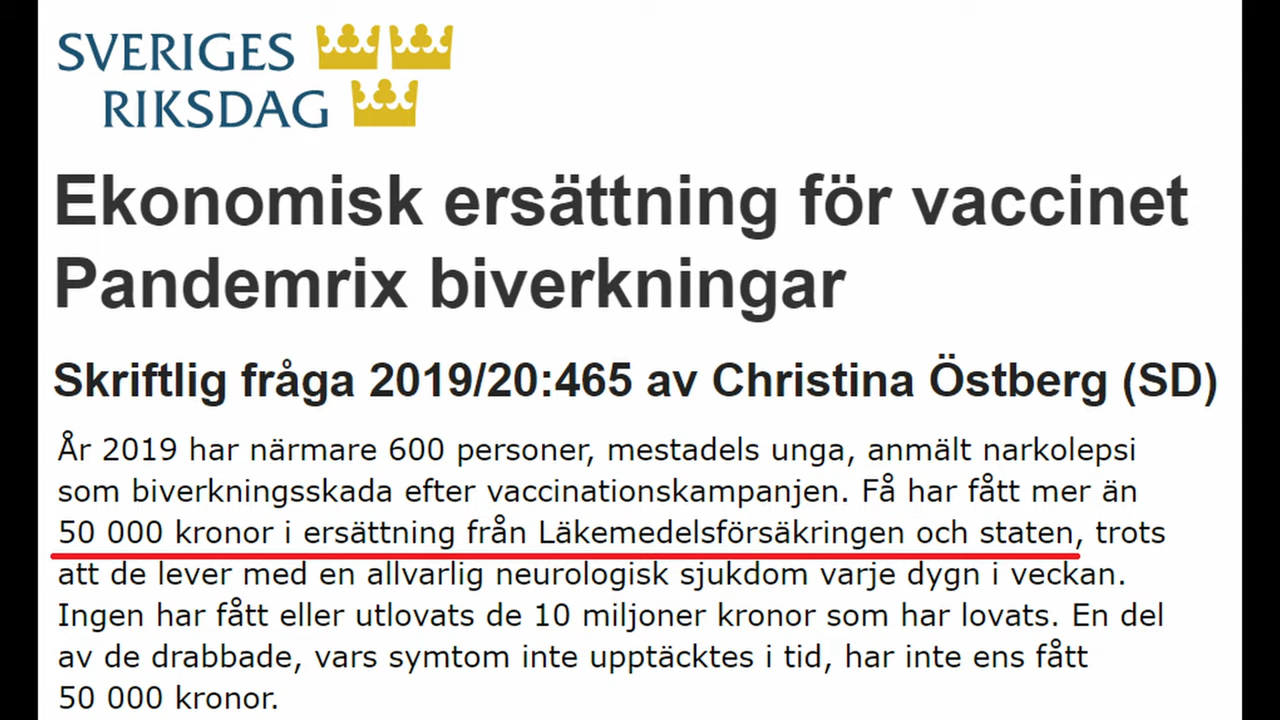 SVERIGES
RIKSDAG
Ekonomisk ersättning för vaccinet
Pandemrix biverkningar
Skriftlig fråga 2019/20:465 av Christina Östberg (SD)
År 2019 har närmare 600 personer, mestadels unga, anmält narkolepsi
som biverkningsskada efter vaccinationskampanjen. Få har fått mer än
50 000 kronor i ersättning från Läkemedelsförsäkringen och staten, trots
att de lever med en allvarlig neurologisk sjukdom varje dygn i veckan.
Ingen har fått eller utlovats de 10 miljoner kronor som har lovats. En del
av de drabbade, vars symtom inte upptäcktes i tid, har inte ens fått
50 000 kronor.